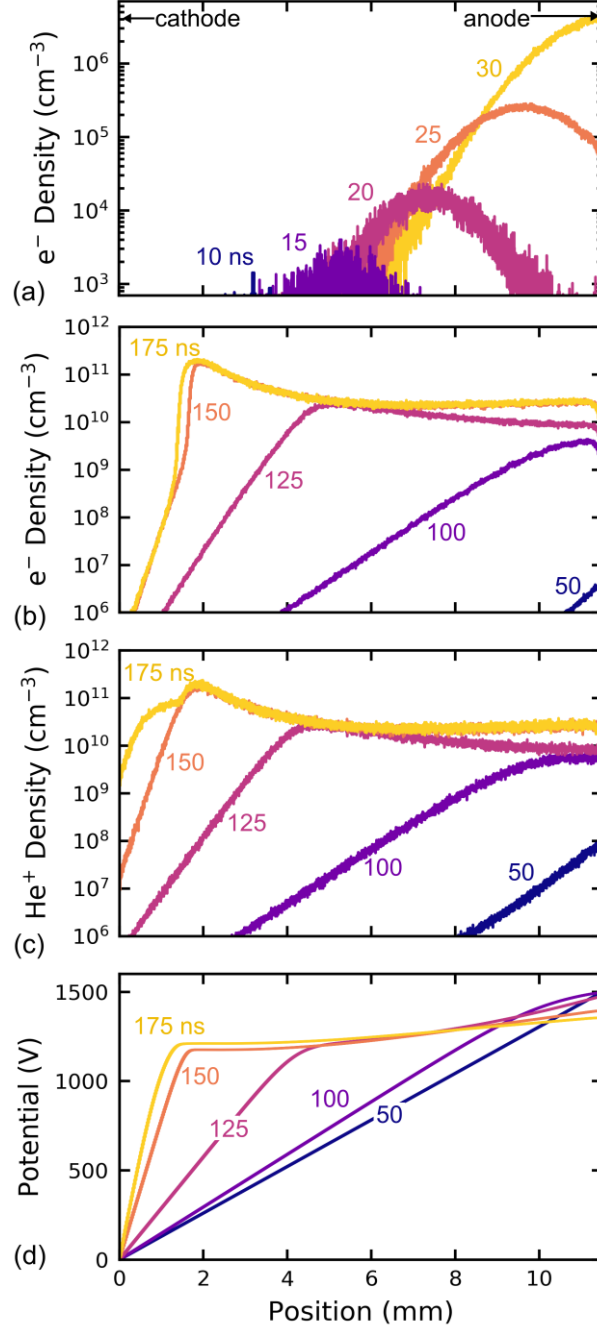 cathode anode
10⁶
10⁵
10⁴
10³
e⁻ Density (cm⁻³)
30
25
20
15
10 ns
(a)
10¹²
10¹¹
10¹⁰
10⁹
10⁸
10⁷
10⁶
e⁻ Density (cm⁻³)
175 ns
150
125
100
50
(b)
10¹²
10¹¹
10¹⁰
10⁹
10⁸
10⁷
10⁶
He⁺ Density (cm⁻³)
175 ns
150
125
100
50
(c)
1500
1000
500
0
Potential (V)
175 ns
150
125
100
50
(d)
0 2 4 6 8 10
Position (mm)